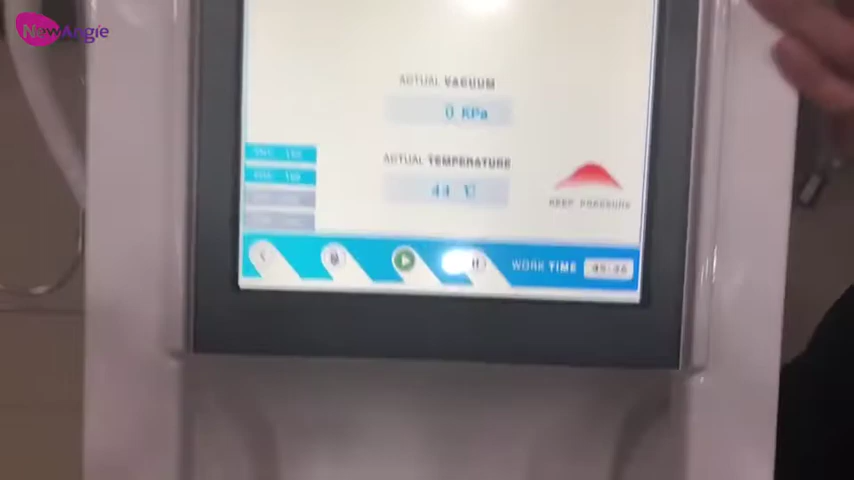 NewAngie
ACTUAL VACUUM
0 KPa
ACTUAL TEMPERATURE
44 °C
KEEP PRESSURE
WORK TIME